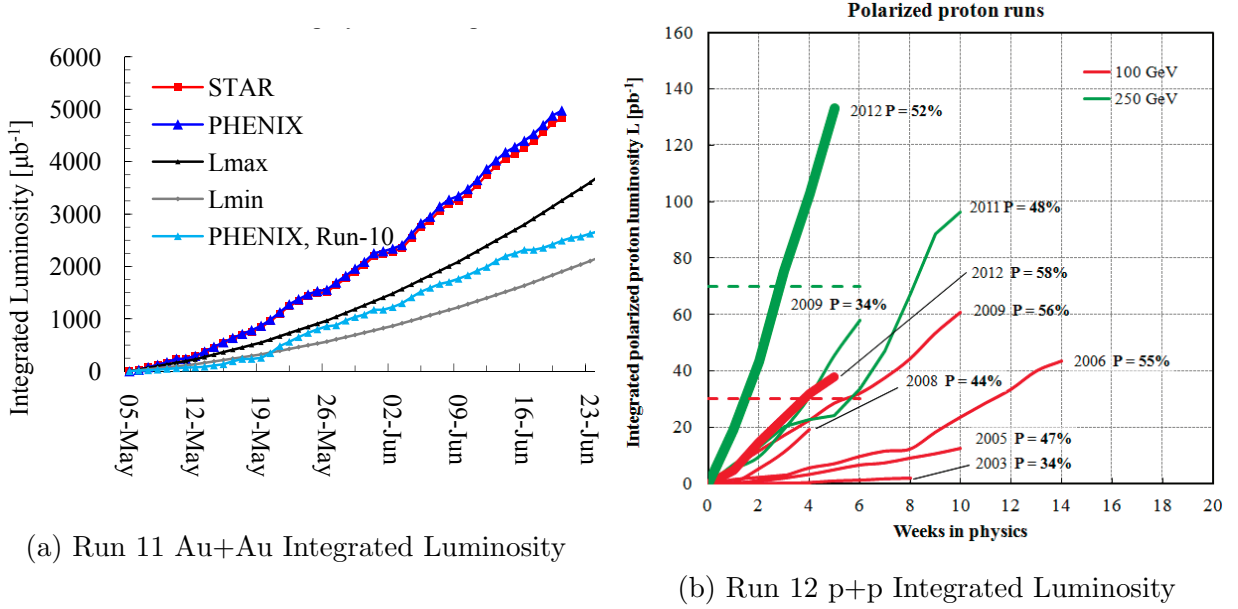 6000
5000
4000
3000
2000
1000
0
Integrated Luminosity [μb⁻¹]
STAR
PHENIX
Lmax
Lmin
PHENIX, Run-10
05-May
12-May
19-May
26-May
02-Jun
09-Jun
16-Jun
23-Jun
(a) Run 11 Au+Au Integrated Luminosity
Polarized proton runs
160
140
120
100
80
60
40
20
0
Integrated polarized proton luminosity L [pb⁻¹]
100 GeV
250 GeV
2012 P = 52%
2011 P = 48%
2012 P = 58%
2009 P = 34%
2009 P = 56%
2006 P = 55%
2008 P = 44%
2005 P = 47%
2003 P = 34%
0 2 4 6 8 10 12 14 16 18 20
Weeks in physics
(b) Run 12 p+p Integrated Luminosity